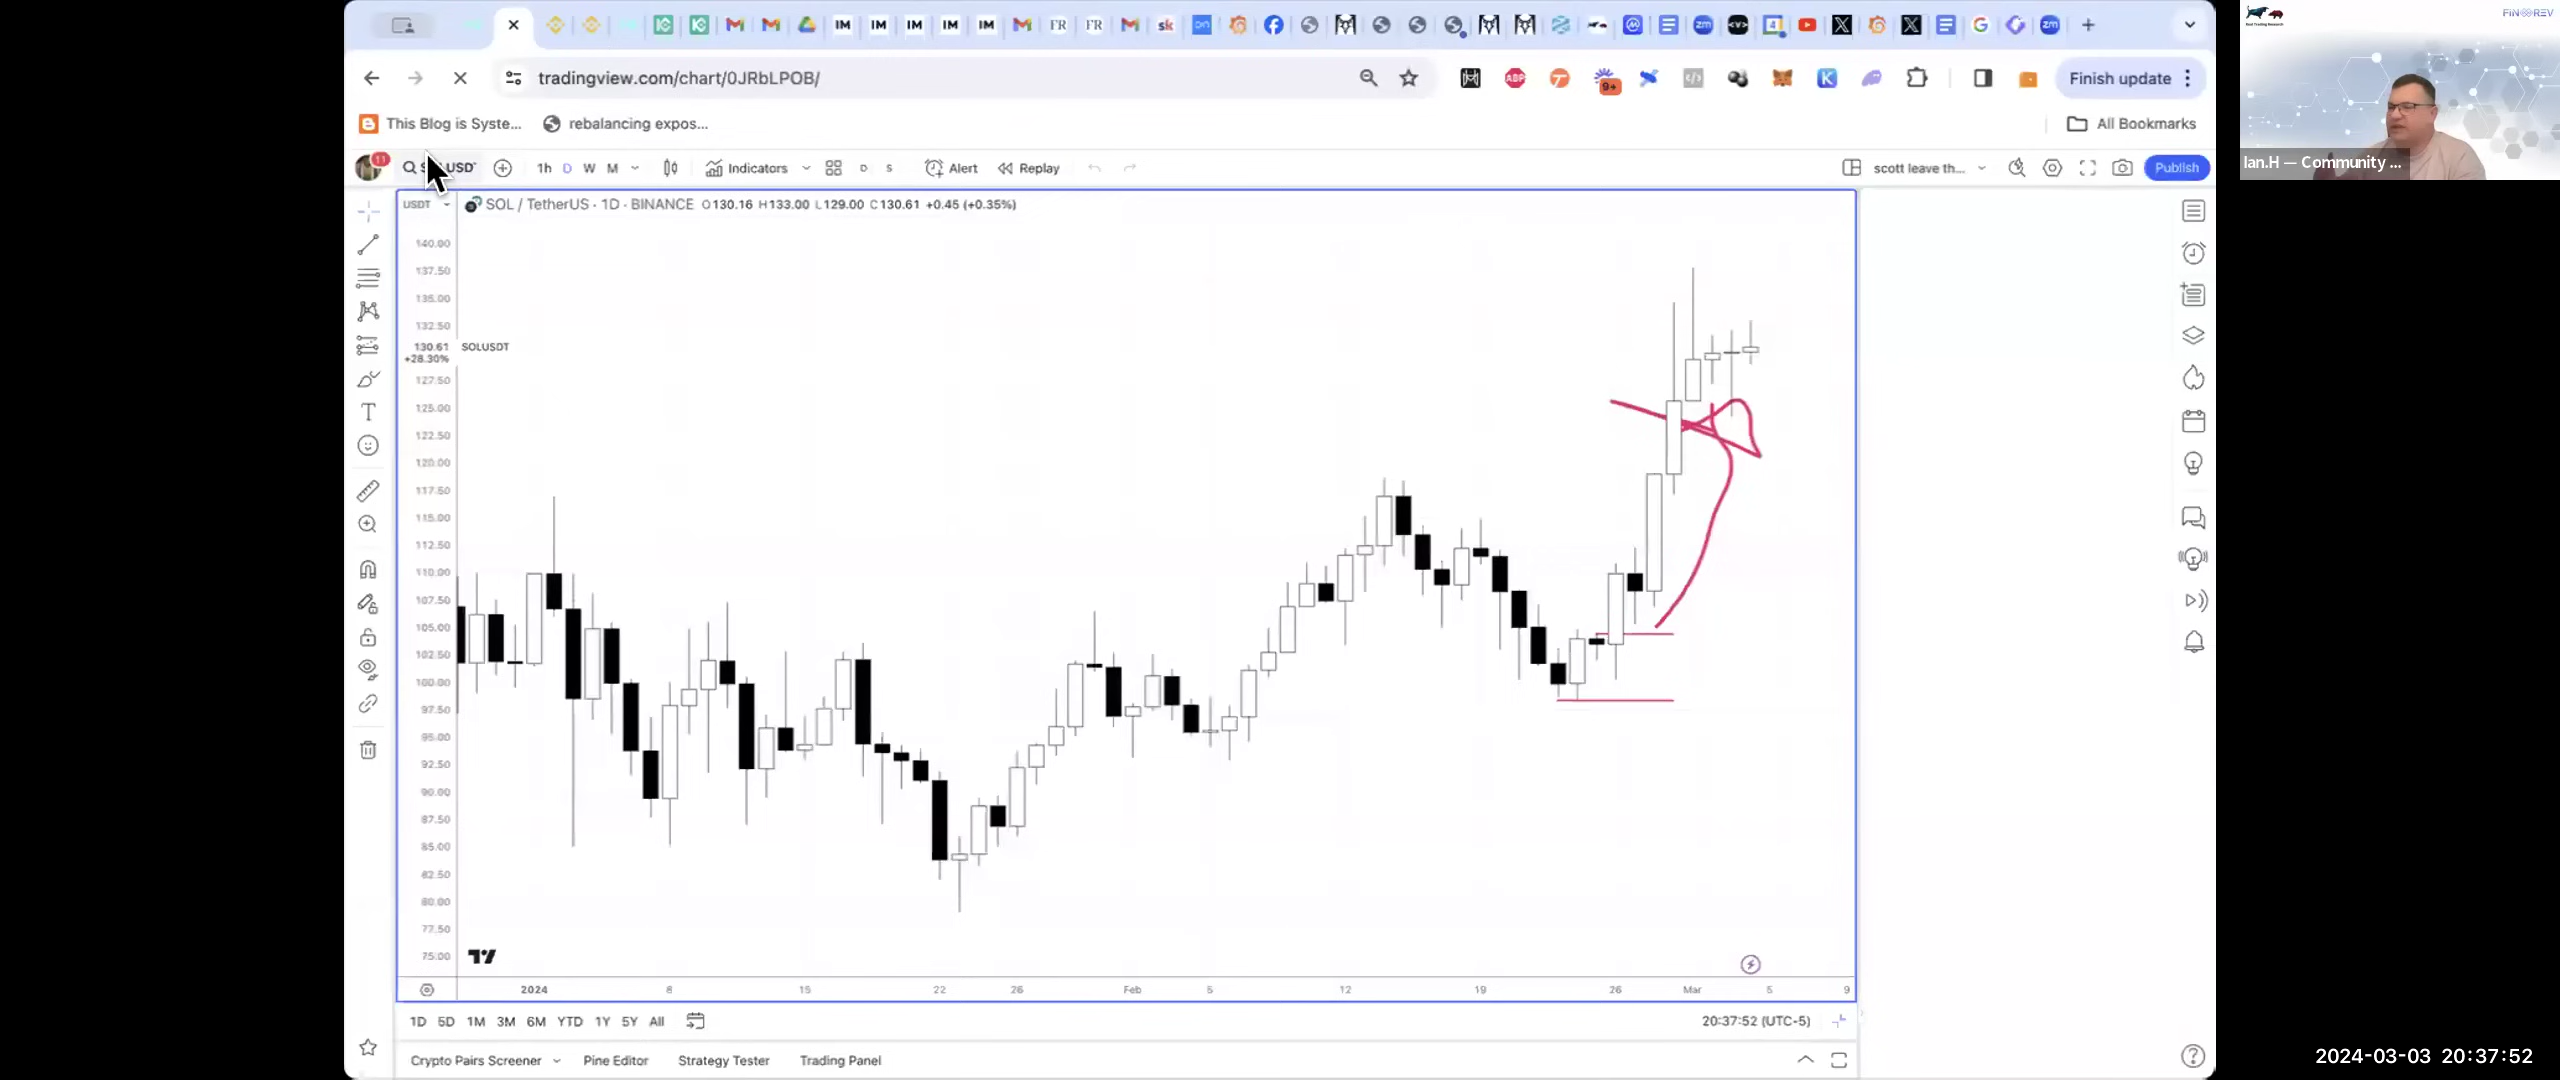 tradingview.com/chart/0JRbLPOB/
Finish update
This Blog is Syste...
rebalancing expos...
All Bookmarks
11
USDT
1h D W M
Indicators
D S
Alert
Replay
scott leave th...
Publish
USDT
SOL / TetherUS · 1D · BINANCE O130.16 H133.00 L129.00 C130.61 +0.45 (+0.35%)
140.00
137.50
135.00
132.50
130.61 SOLUSDT
+28.30%
127.50
125.00
122.50
120.00
117.50
115.00
112.50
110.00
107.50
105.00
102.50
100.00
97.50
95.00
92.50
90.00
87.50
85.00
82.50
80.00
77.50
75.00
2024 8 15 22 26 Feb 5 12 19 26 Mar 5 9
1D 5D 1M 3M 6M YTD 1Y 5Y All
20:37:52 (UTC-5)
Crypto Pairs Screener
Pine Editor
Strategy Tester
Trading Panel
Ian.H — Community ...
2024-03-03 20:37:52